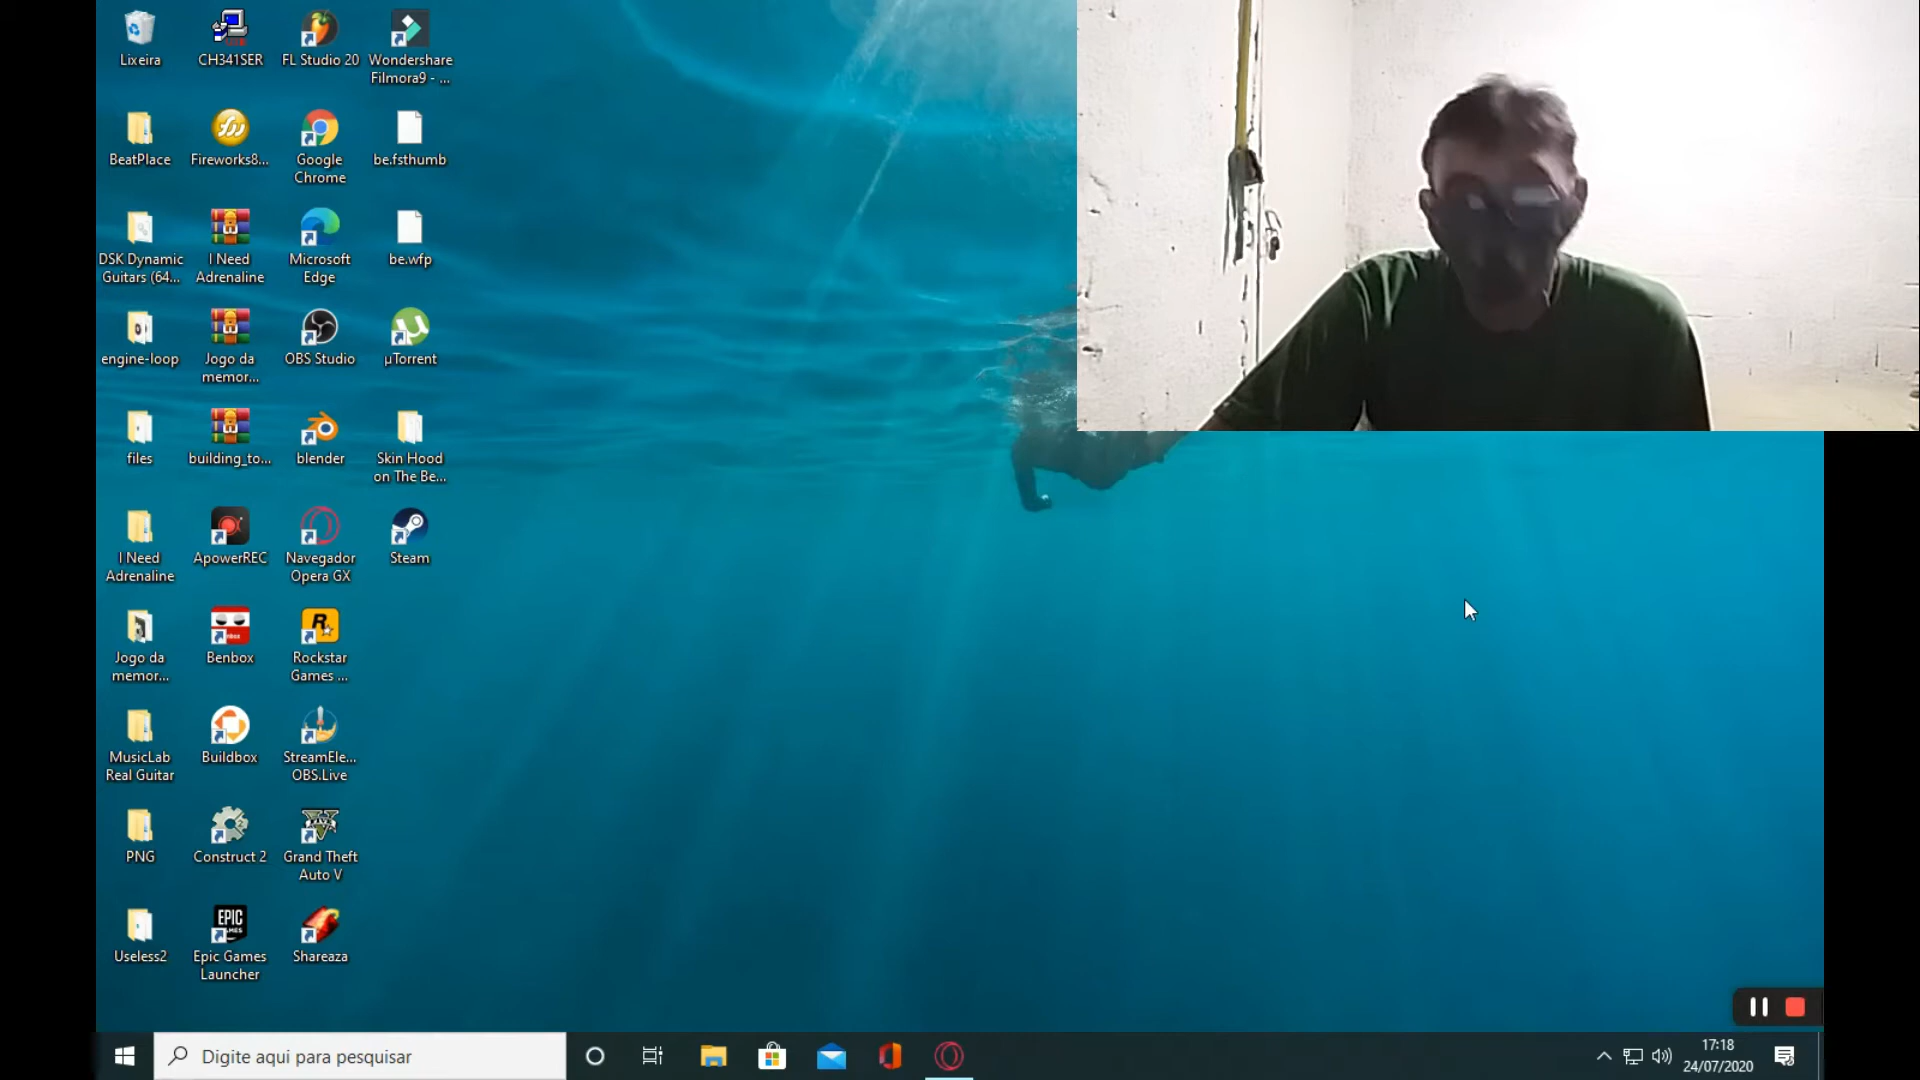 Lixeira
CH341SER
FL Studio 20
Wondershare
Filmora9 - ...
BeatPlace
Fireworks8...
Google
Chrome
be.fsthumb
DSK Dynamic
Guitars (64...
I Need
Adrenaline
Microsoft
Edge
be.wfp
engine-loop
Jogo da
memor...
OBS Studio
µTorrent
files
building_to...
blender
Skin Hood
on The Be...
I Need
Adrenaline
ApowerREC
Navegador
Opera GX
Steam
Jogo da
memor...
Benbox
Rockstar
Games ...
MusicLab
Real Guitar
Buildbox
StreamEle...
OBS.Live
PNG
Construct 2
Grand Theft
Auto V
Useless2
EPIC
GAMES
Epic Games
Launcher
Shareaza
Digite aqui para pesquisar
17:18
24/07/2020